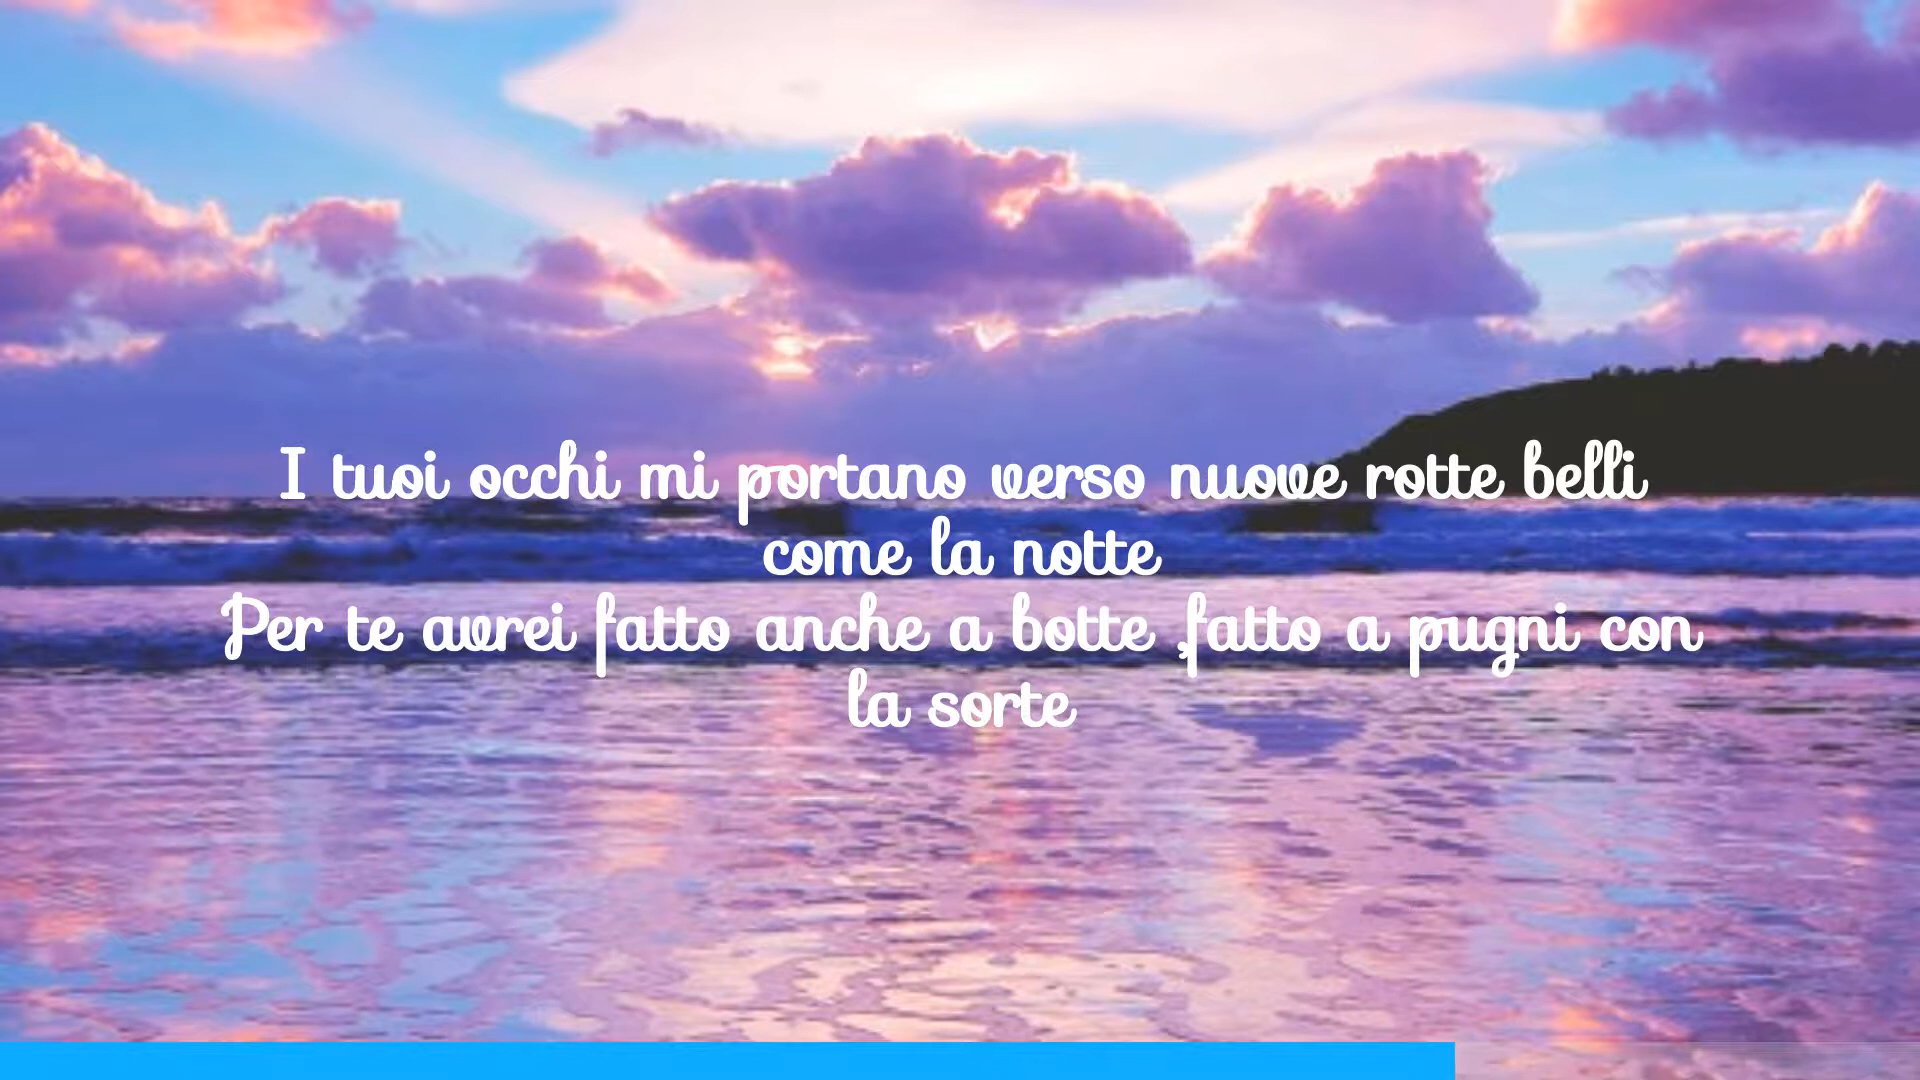 I tuoi occhi mi portano verso nuove rotte belli
come la notte
Per te avrei fatto anche a botte ,fatto a pugni con
la sorte